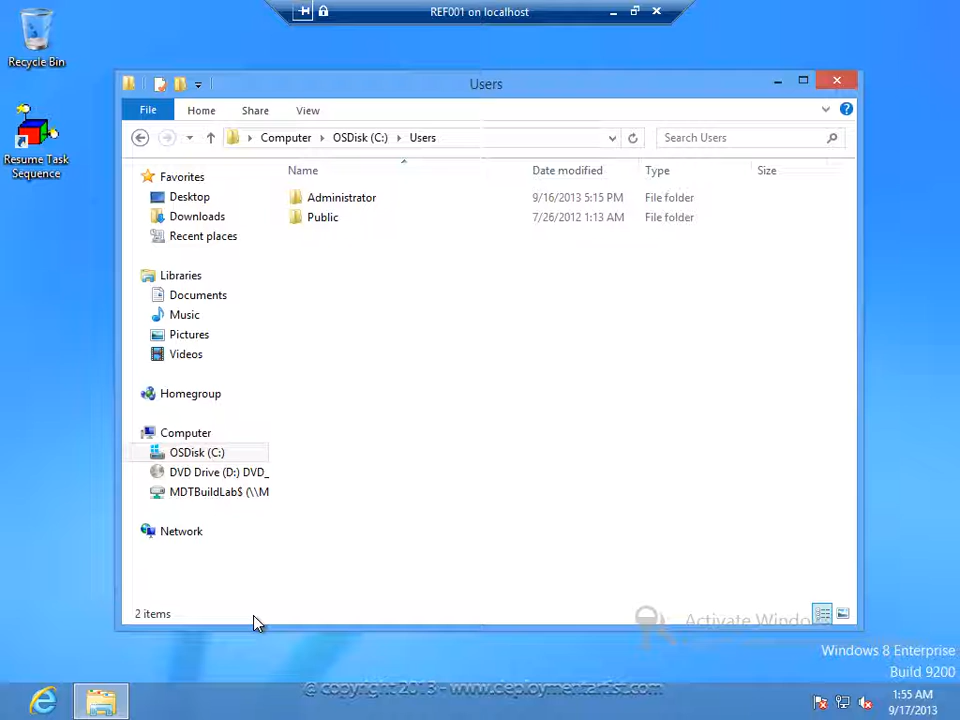 REF001 on localhost
Recycle Bin
Resume Task
Sequence
Users
File
Home
Share
View
Computer
OSDisk (C:)
Users
Search Users
Name
Date modified
Type
Size
Administrator
9/16/2013 5:15 PM
File folder
Public
7/26/2012 1:13 AM
File folder
Favorites
Desktop
Downloads
Recent places
Libraries
Documents
Music
Pictures
Videos
Homegroup
Computer
OSDisk (C:)
DVD Drive (D:) DVD_
MDTBuildLab$ (\\M
Network
2 items
Activate Windo
Windows 8 Enterprise
Build 9200
@ copyright 2013 - www.deploymentartist.com
1:55 AM
9/17/2013